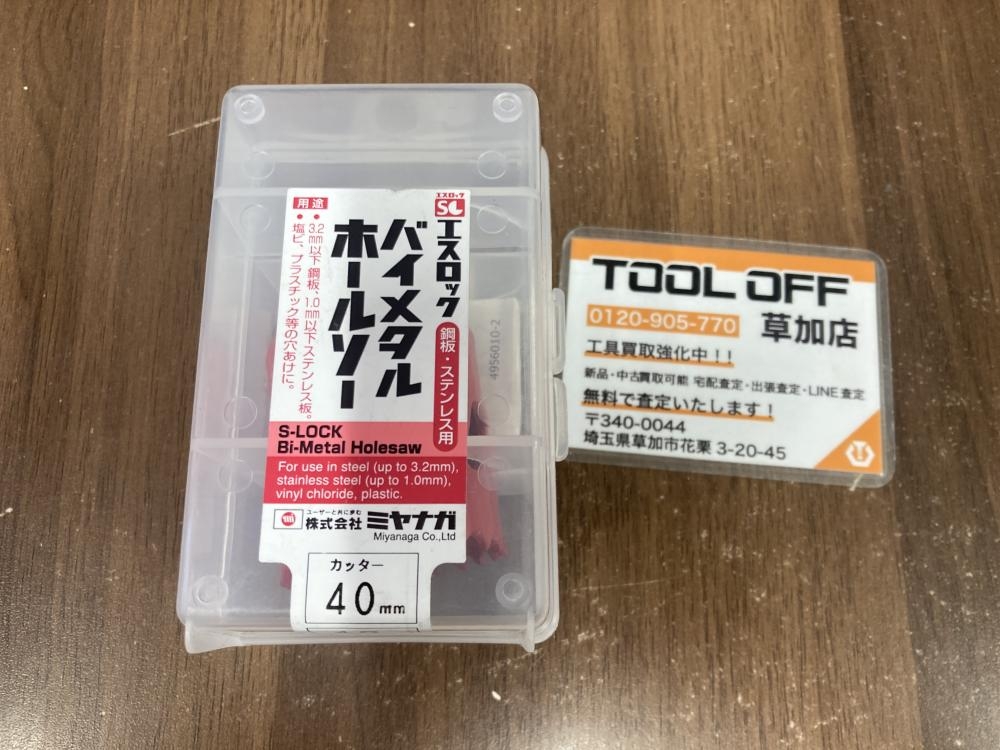 エスロック
SL
エスロック
バイメタル
ホールソー
鋼板・ステンレス用
用途
• 3.2mm以下 鋼板、1.0mm以下ステンレス板。
• 塩ビ、プラスチック等の穴あけに。
S-LOCK
Bi-Metal Holesaw
For use in steel (up to 3.2mm),
stainless steel (up to 1.0mm),
vinyl chloride, plastic.
ユーザーと共に歩む
株式会社 ミヤナガ
Miyanaga Co.,Ltd
カッター
40mm
4956010-2
TOOL OFF
0120-905-770 草加店
工具買取強化中!!
新品・中古買取可能 宅配査定・出張査定・LINE査定
無料で査定いたします!
〒340-0044
埼玉県草加市花栗 3-20-45